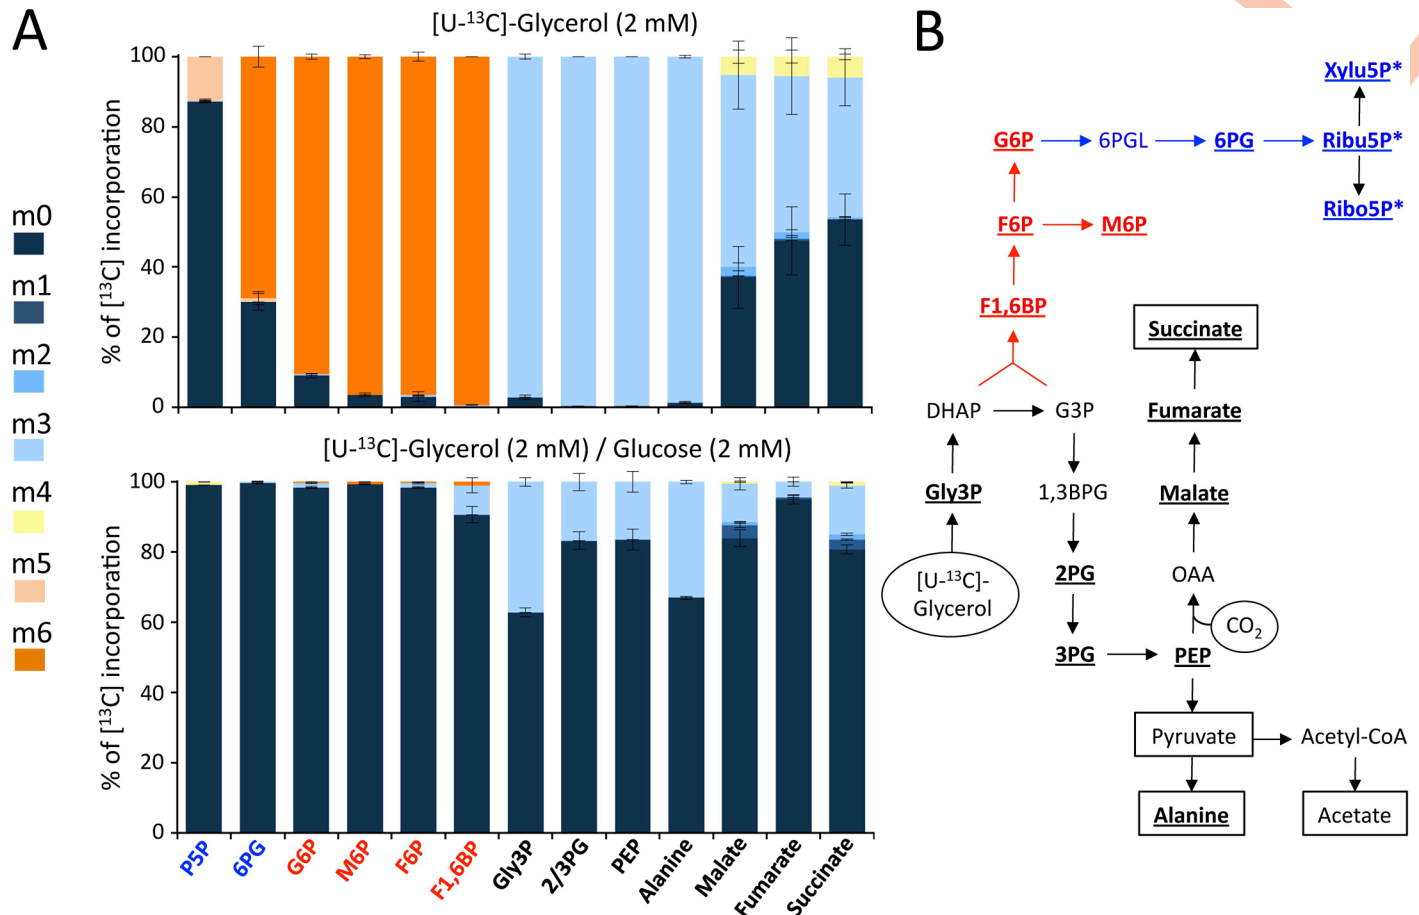 A
[U-¹³C]-Glycerol (2 mM)
% of [¹³C] incorporation
100
80
60
40
20
0
m0
m1
m2
m3
m4
m5
m6
[U-¹³C]-Glycerol (2 mM) / Glucose (2 mM)
% of [¹³C] incorporation
100
80
60
40
20
0
P5P
6PG
G6P
M6P
F6P
F1,6BP
Gly3P
2/3PG
PEP
Alanine
Malate
Fumarate
Succinate
B
Xylu5P*
G6P
6PGL
6PG
Ribu5P*
Ribo5P*
F6P
M6P
F1,6BP
Succinate
DHAP
G3P
Fumarate
Gly3P
1,3BPG
Malate
[U-¹³C]-
Glycerol
2PG
OAA
CO₂
3PG
PEP
Pyruvate
Acetyl-CoA
Alanine
Acetate